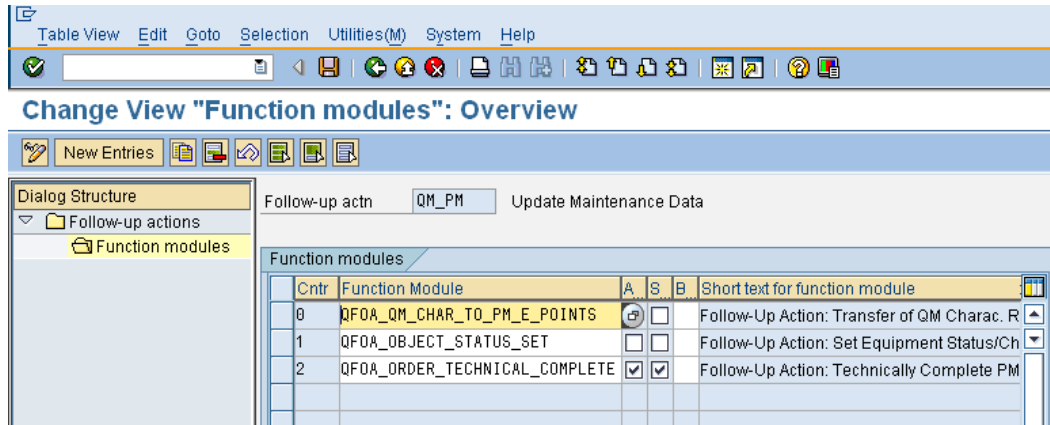 Table View Edit Goto Selection Utilities(M) System Help
Change View "Function modules": Overview
New Entries
Dialog Structure
Follow-up actions
Function modules
Follow-up actn QM_PM Update Maintenance Data
Function modules
Cntr Function Module A.. S.. B.. Short text for function module
0 QFOA_QM_CHAR_TO_PM_E_POINTS Follow-Up Action: Transfer of QM Charac. R
1 QFOA_OBJECT_STATUS_SET Follow-Up Action: Set Equipment Status/Ch
2 QFOA_ORDER_TECHNICAL_COMPLETE Follow-Up Action: Technically Complete PM